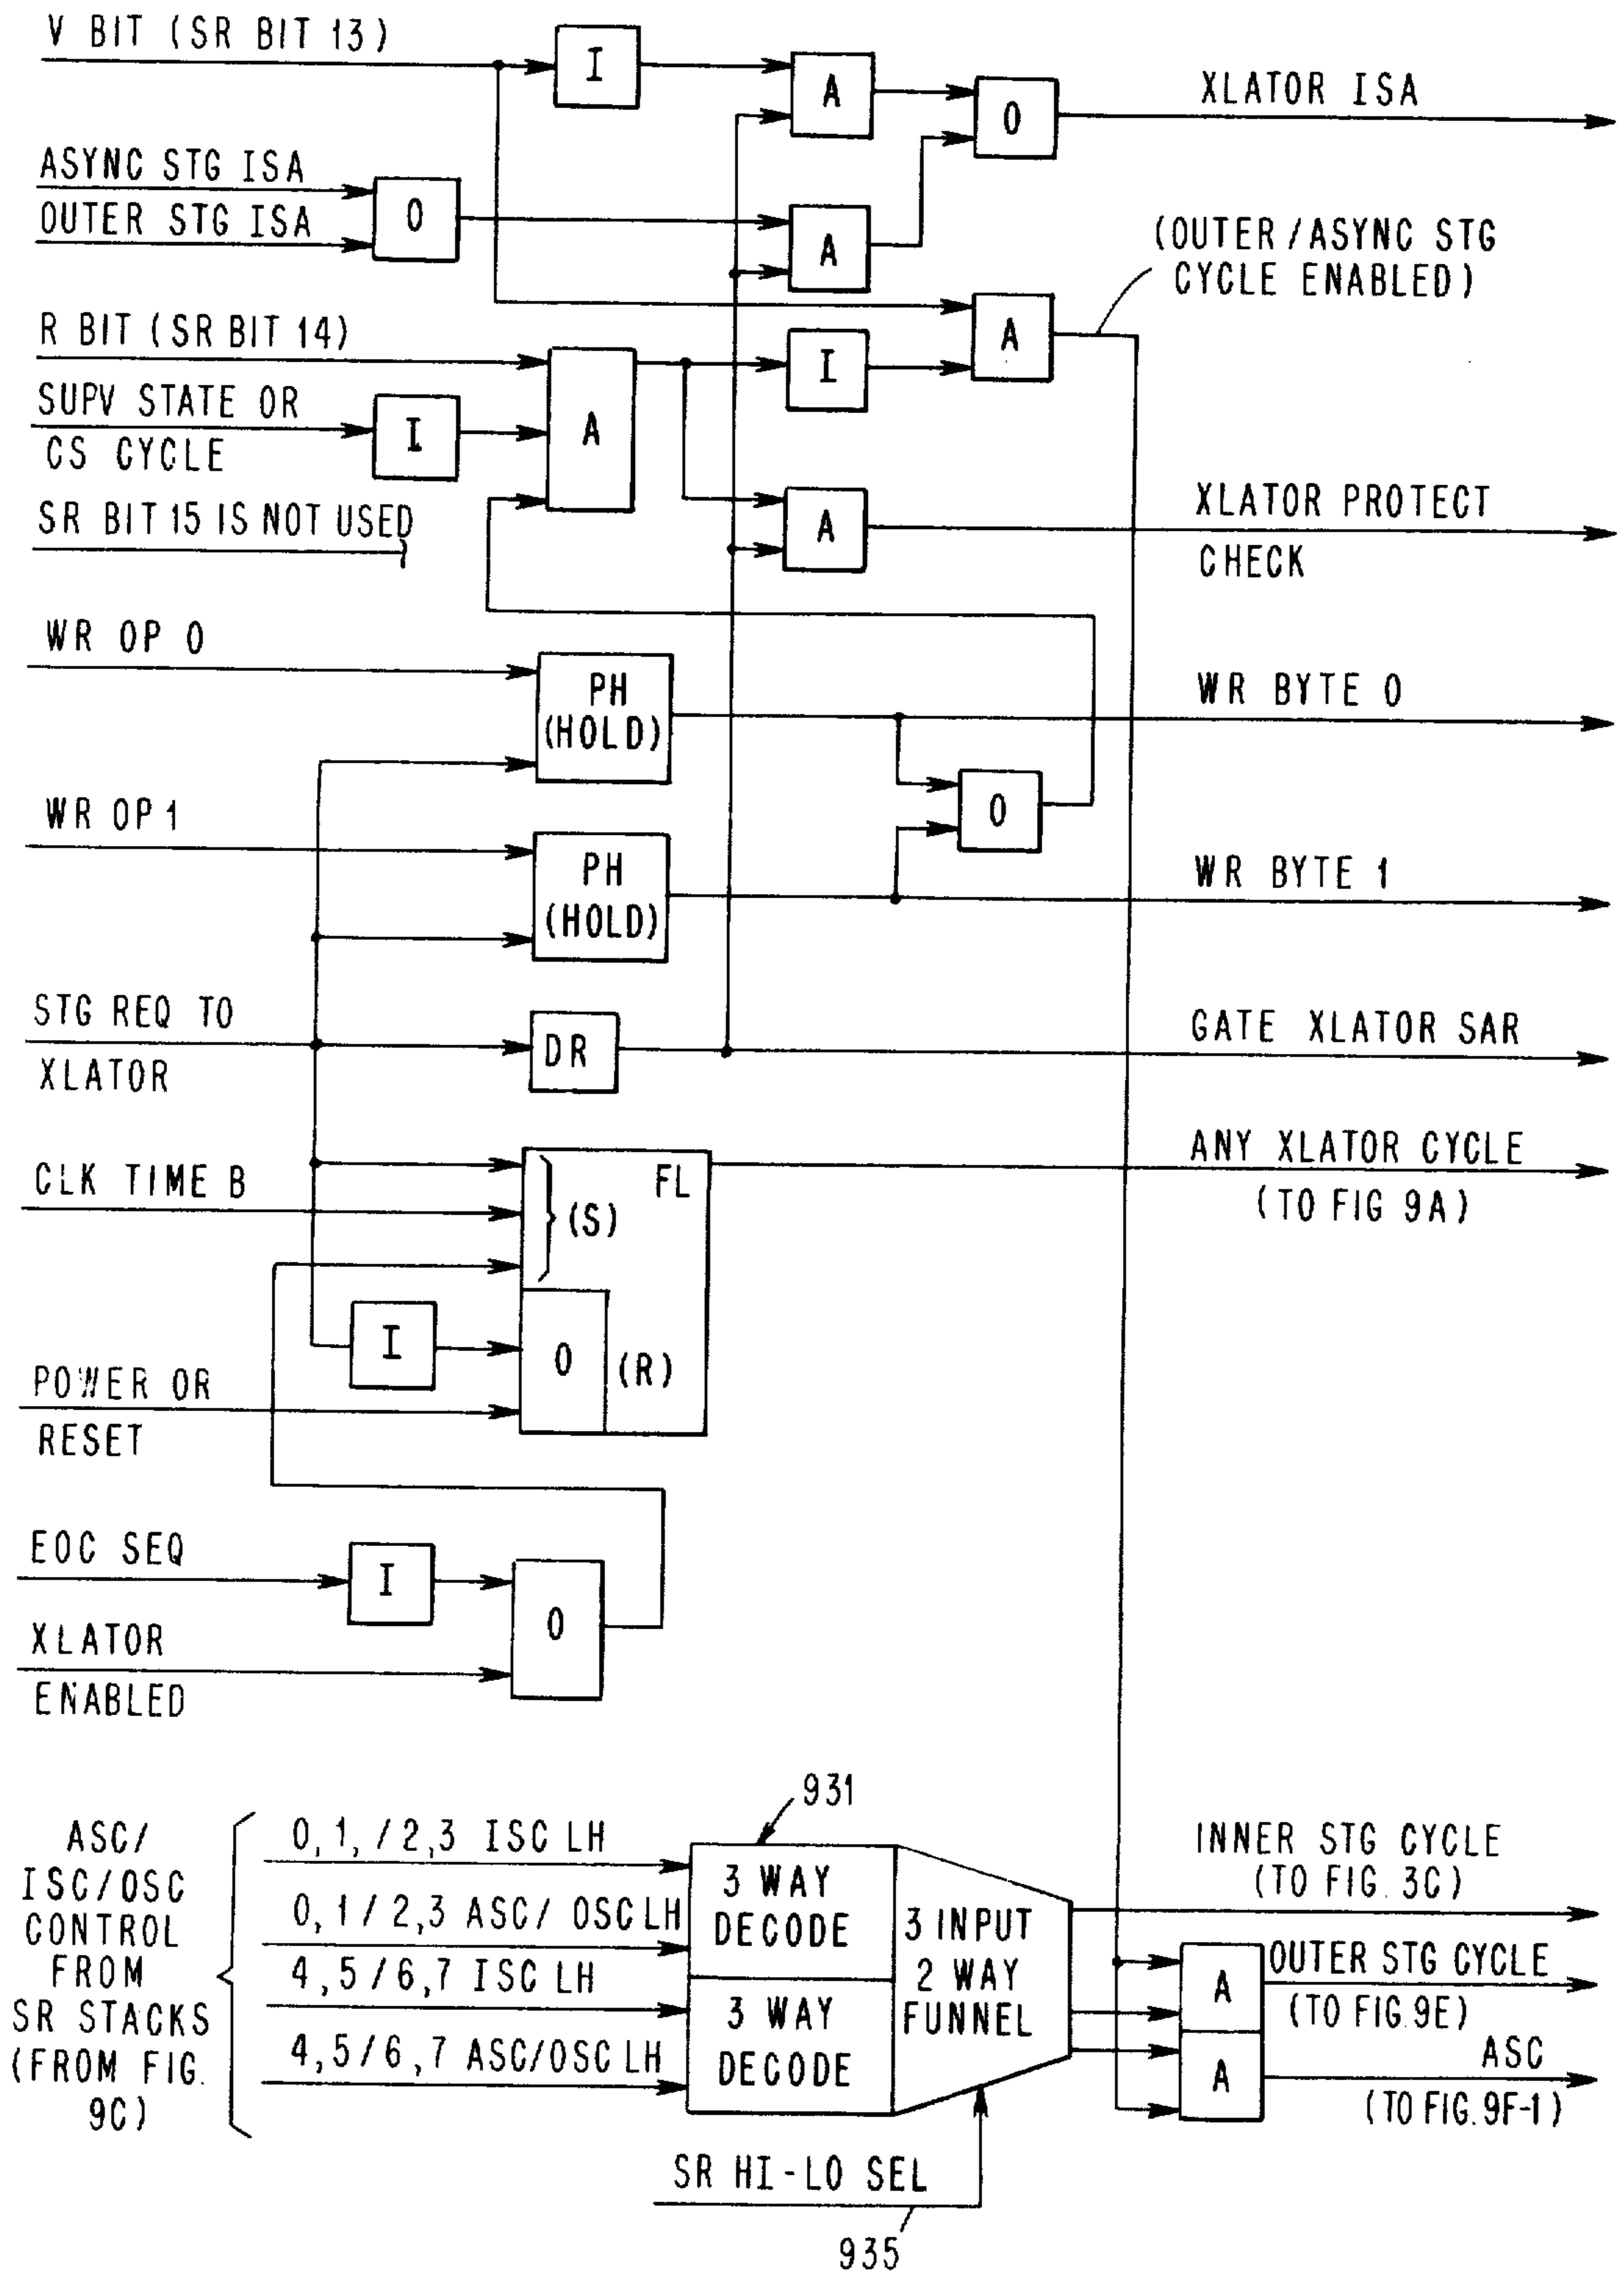 V BIT (SR BIT 13)
I
A
O
XLATOR ISA
ASYNC STG ISA
OUTER STG ISA
O
A
(OUTER/ASYNC STG
CYCLE ENABLED)
R BIT (SR BIT 14)
A
I
A
SUPV STATE OR
CS CYCLE
I
SR BIT 15 IS NOT USED
A
XLATOR PROTECT
CHECK
WR OP 0
PH
(HOLD)
WR BYTE 0
O
WR OP 1
PH
(HOLD)
WR BYTE 1
STG REQ TO
XLATOR
DR
GATE XLATOR SAR
CLK TIME B
(S)
FL
ANY XLATOR CYCLE
(TO FIG 9A)
I
O
(R)
POWER OR
RESET
EOC SEQ
I
O
XLATOR
ENABLED
931
ASC/
ISC/OSC
CONTROL
FROM
SR STACKS
(FROM FIG.
9C)
0,1,/2,3 ISC LH
0,1/2,3 ASC/OSC LH
4,5/6,7 ISC LH
4,5/6,7 ASC/OSC LH
3 WAY
DECODE
3 WAY
DECODE
3 INPUT
2 WAY
FUNNEL
INNER STG CYCLE
(TO FIG. 3C)
A
OUTER STG CYCLE
(TO FIG. 9E)
A
ASC
(TO FIG. 9F-1)
SR HI-LO SEL
935